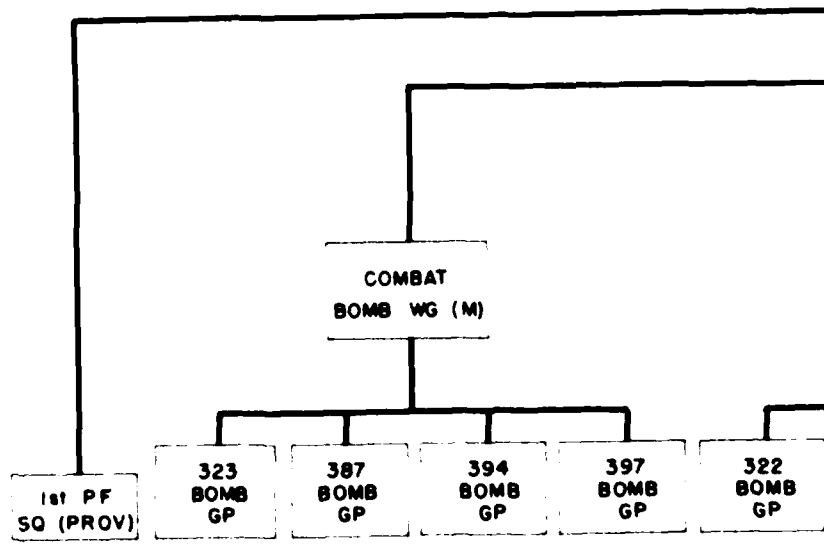 COMBAT
BOMB WG (M)
323
BOMB
GP
387
BOMB
GP
394
BOMB
GP
397
BOMB
GP
322
BOMB
GP
1st PF
SQ (PROV)